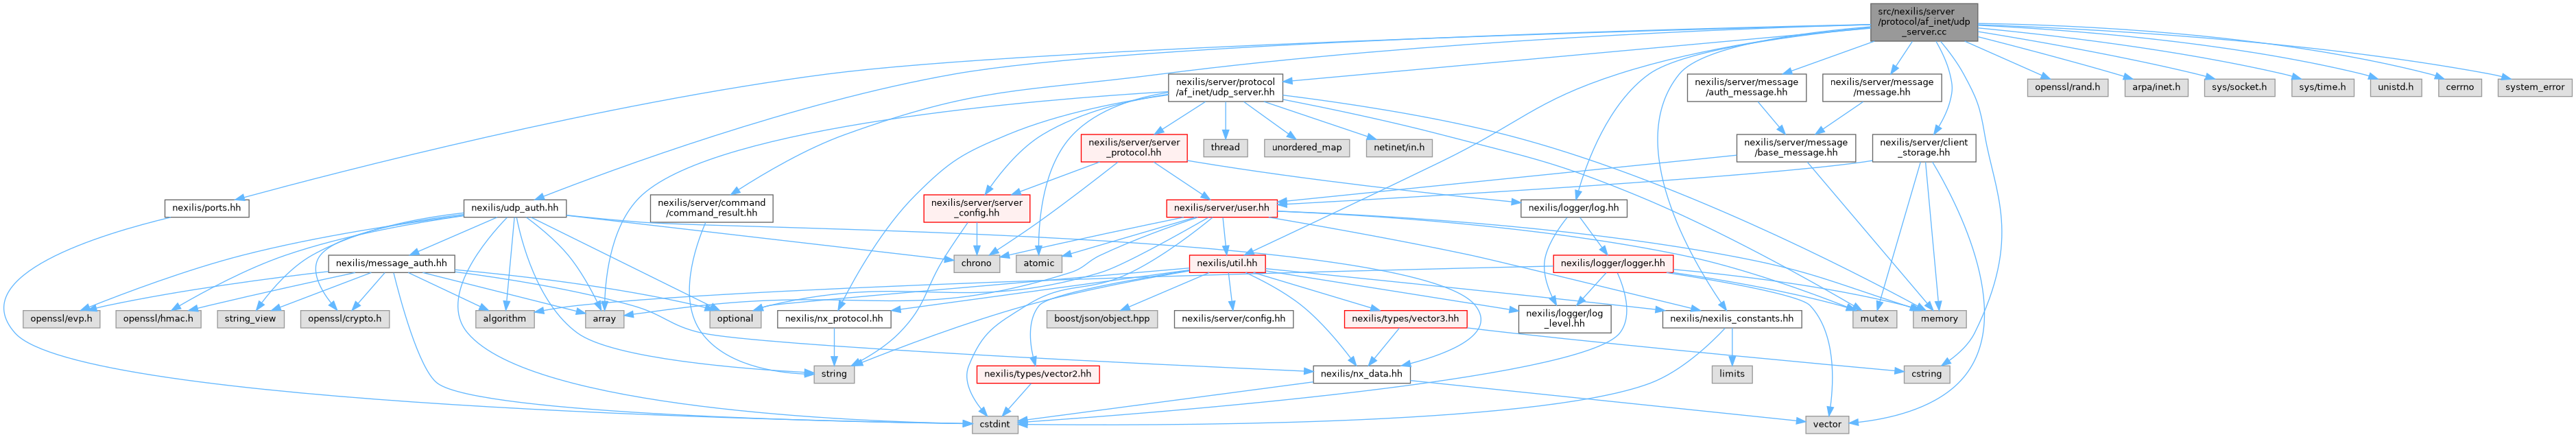 src/nexilis/server
/protocol/af_inet/udp
_server.cc
nexilis/server/protocol
/af_inet/udp_server.hh
nexilis/server/message
/auth_message.hh
nexilis/server/message
/message.hh
openssl/rand.h
arpa/inet.h
sys/socket.h
sys/time.h
unistd.h
cerrno
system_error
nexilis/server/server
_protocol.hh
thread
unordered_map
netinet/in.h
nexilis/server/message
/base_message.hh
nexilis/server/client
_storage.hh
nexilis/ports.hh
nexilis/udp_auth.hh
nexilis/server/command
/command_result.hh
nexilis/server/server
_config.hh
nexilis/server/user.hh
nexilis/logger/log.hh
nexilis/message_auth.hh
chrono
atomic
nexilis/util.hh
nexilis/logger/logger.hh
openssl/evp.h
openssl/hmac.h
string_view
openssl/crypto.h
algorithm
array
optional
nexilis/nx_protocol.hh
boost/json/object.hpp
nexilis/server/config.hh
nexilis/types/vector3.hh
nexilis/logger/log
_level.hh
nexilis/nexilis_constants.hh
mutex
memory
string
nexilis/types/vector2.hh
nexilis/nx_data.hh
limits
cstring
cstdint
vector